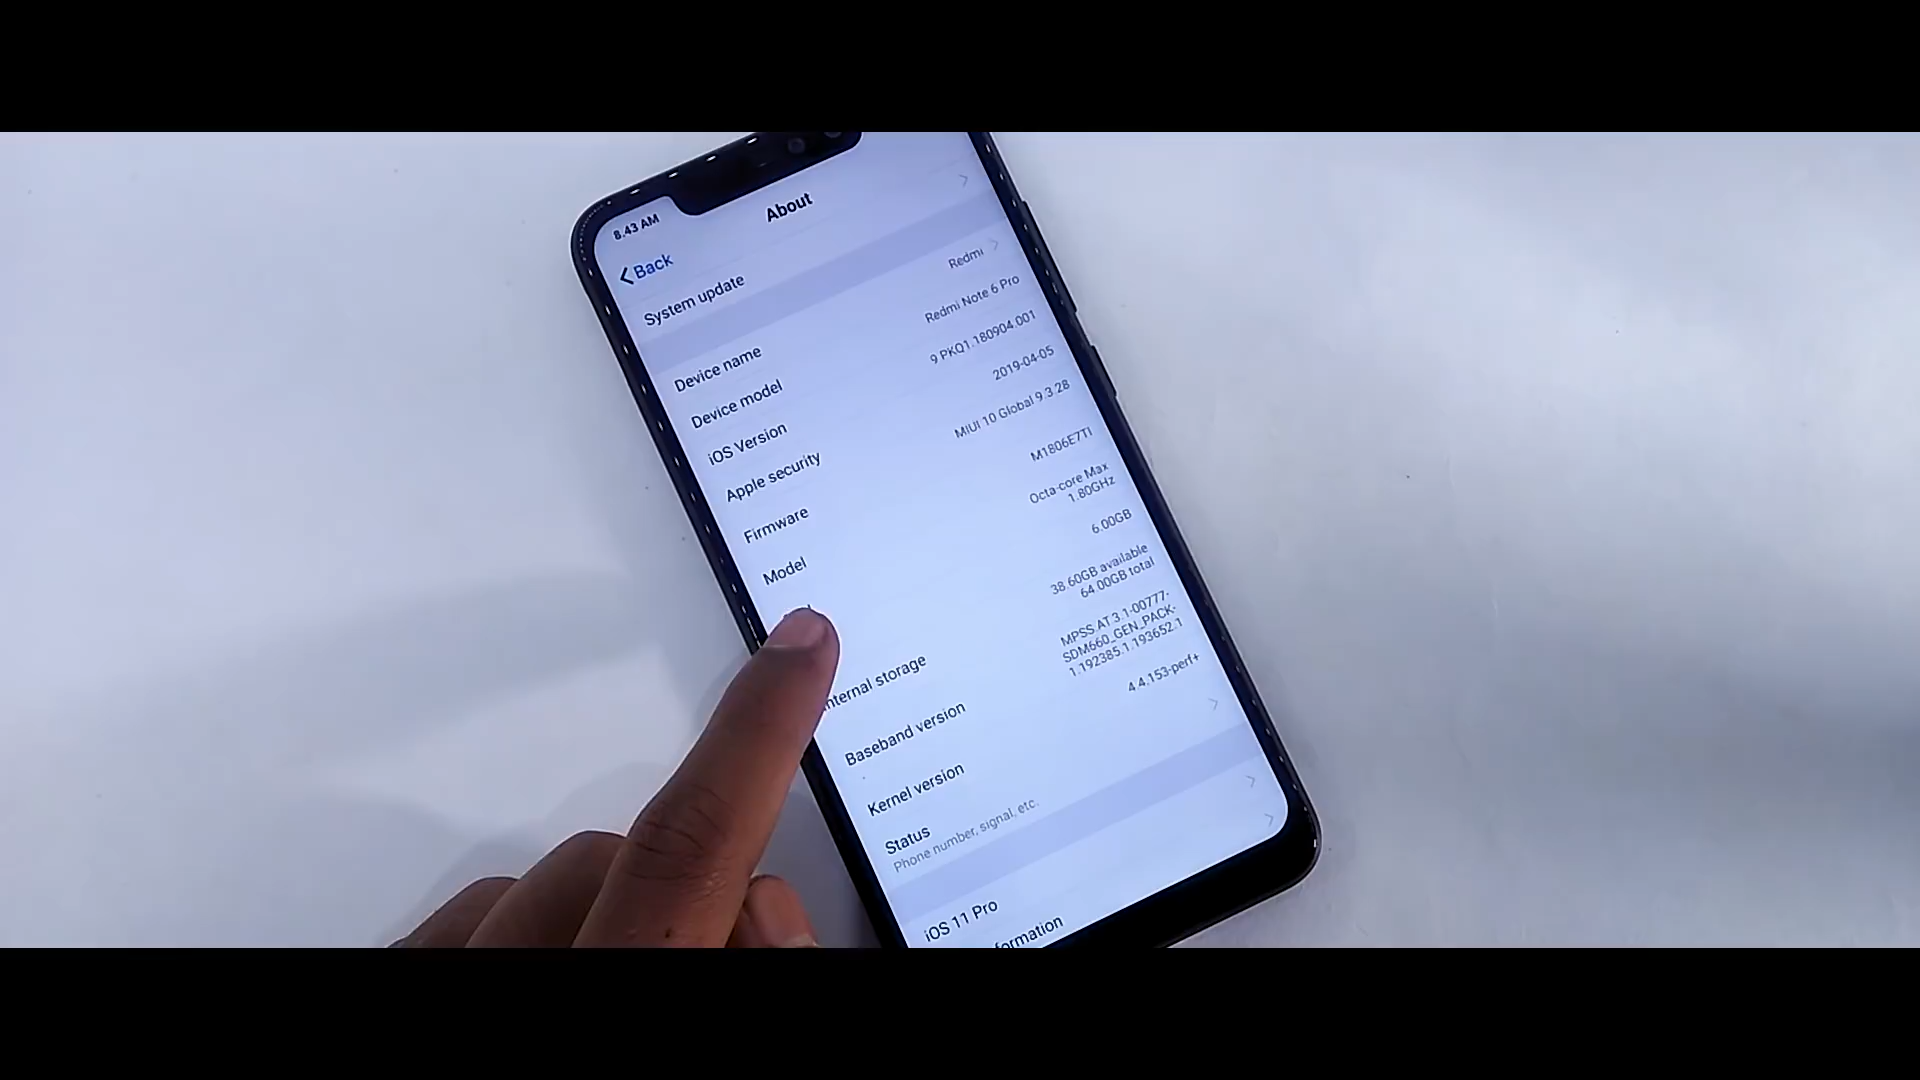 8.43 AM
About
Back
System update
Device name
Redmi
Device model
Redmi Note 6 Pro
iOS Version
9 PKQ1.180904.001
Apple security
2019-04-05
Firmware
MIUI 10 Global 9.3.28
Model
M1806E7TI
Octa-core Max
1.80GHz
6.00GB
nternal storage
38.60GB available
64.00GB total
Baseband version
MPSS.AT.3.1-00777-
SDM660_GEN_PACK-
1.192385.1.193652.1
Kernel version
4.4.153-perf+
Status
Phone number, signal, etc.
iOS 11 Pro
formation